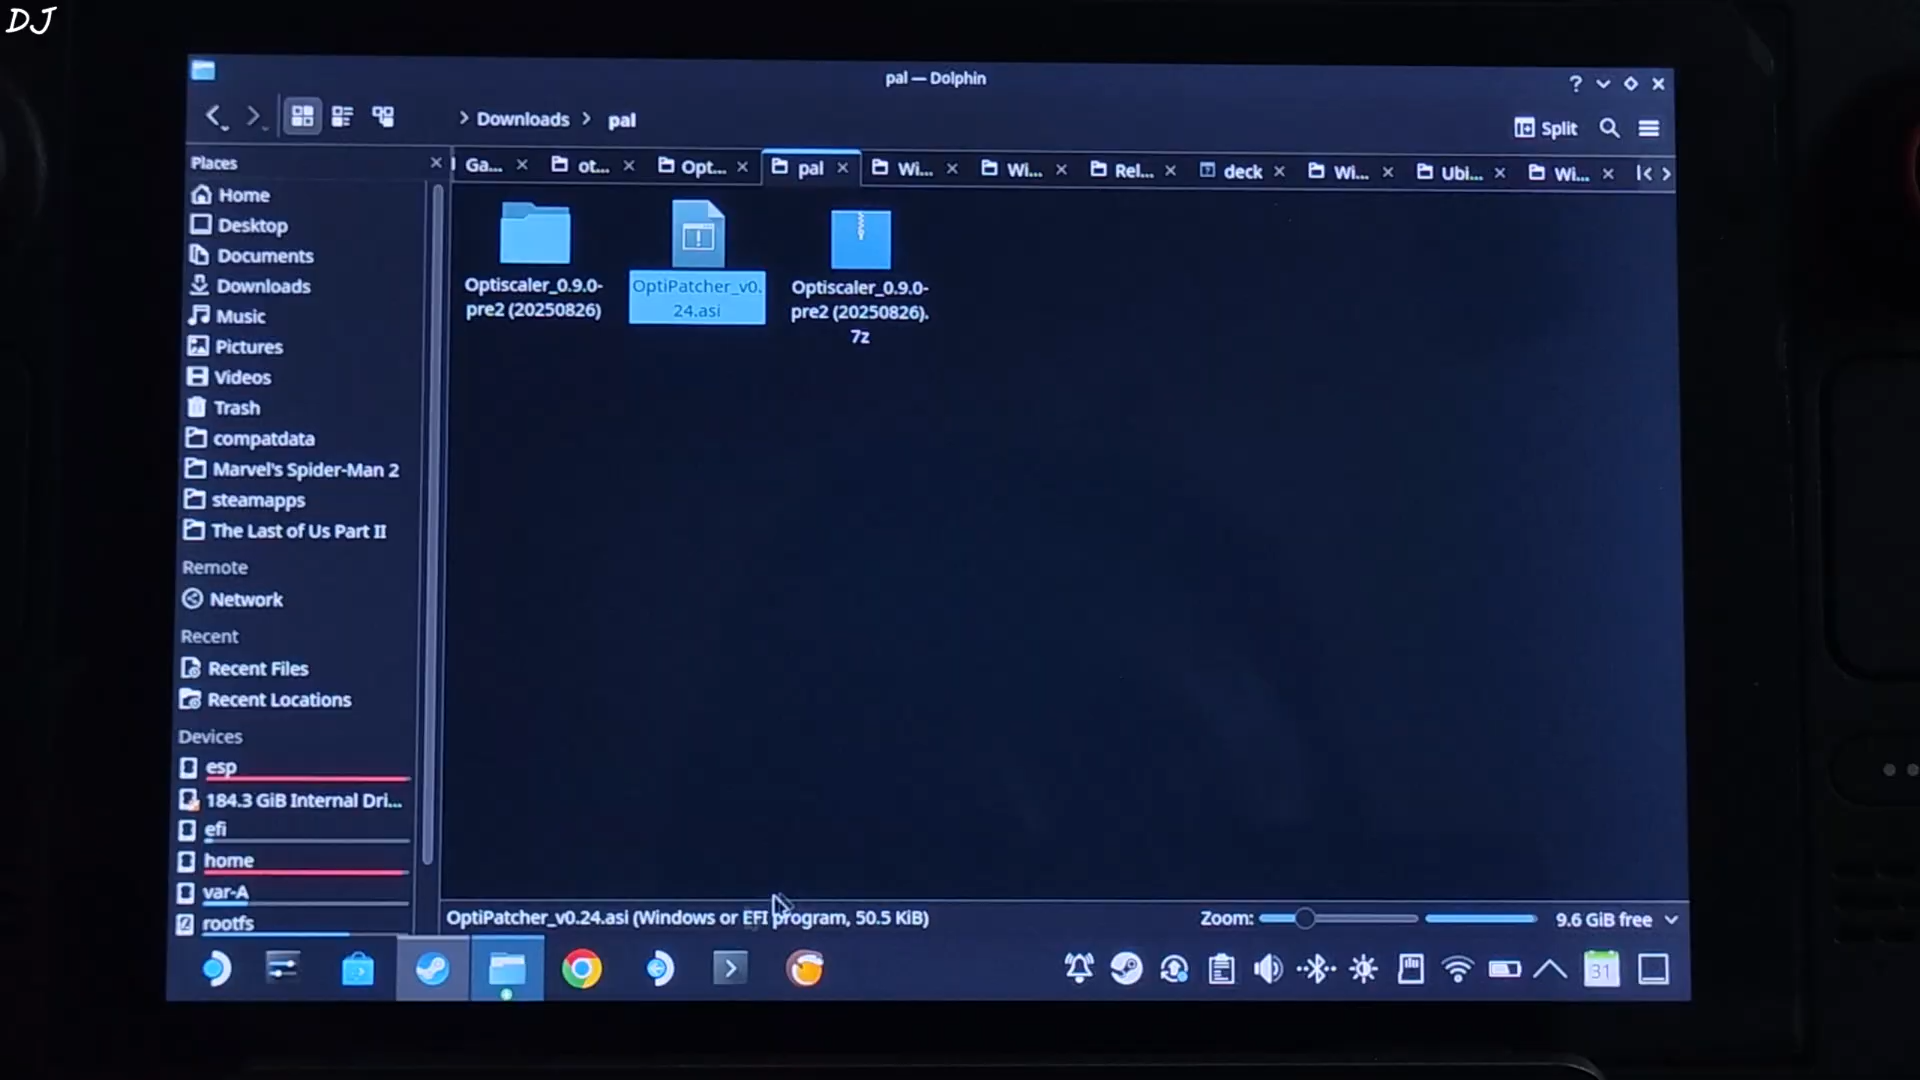 DJ
pal — Dolphin
Downloads
pal
Split
Places
Ga...
ot...
Opt...
pal
Wi...
Wi...
Rel...
deck
Wi...
Ubi...
Wi...
Home
Desktop
Documents
Downloads
Music
Pictures
Videos
Trash
compatdata
Marvel's Spider-Man 2
steamapps
The Last of Us Part II
Remote
Network
Recent
Recent Files
Recent Locations
Devices
esp
184.3 GiB Internal Dri...
efi
home
var-A
rootfs
Optiscaler_0.9.0-
pre2 (20250826)
OptiPatcher_v0.
24.asi
Optiscaler_0.9.0-
pre2 (20250826).
7z
OptiPatcher_v0.24.asi (Windows or EFI program, 50.5 KiB)
Zoom:
9.6 GiB free
31